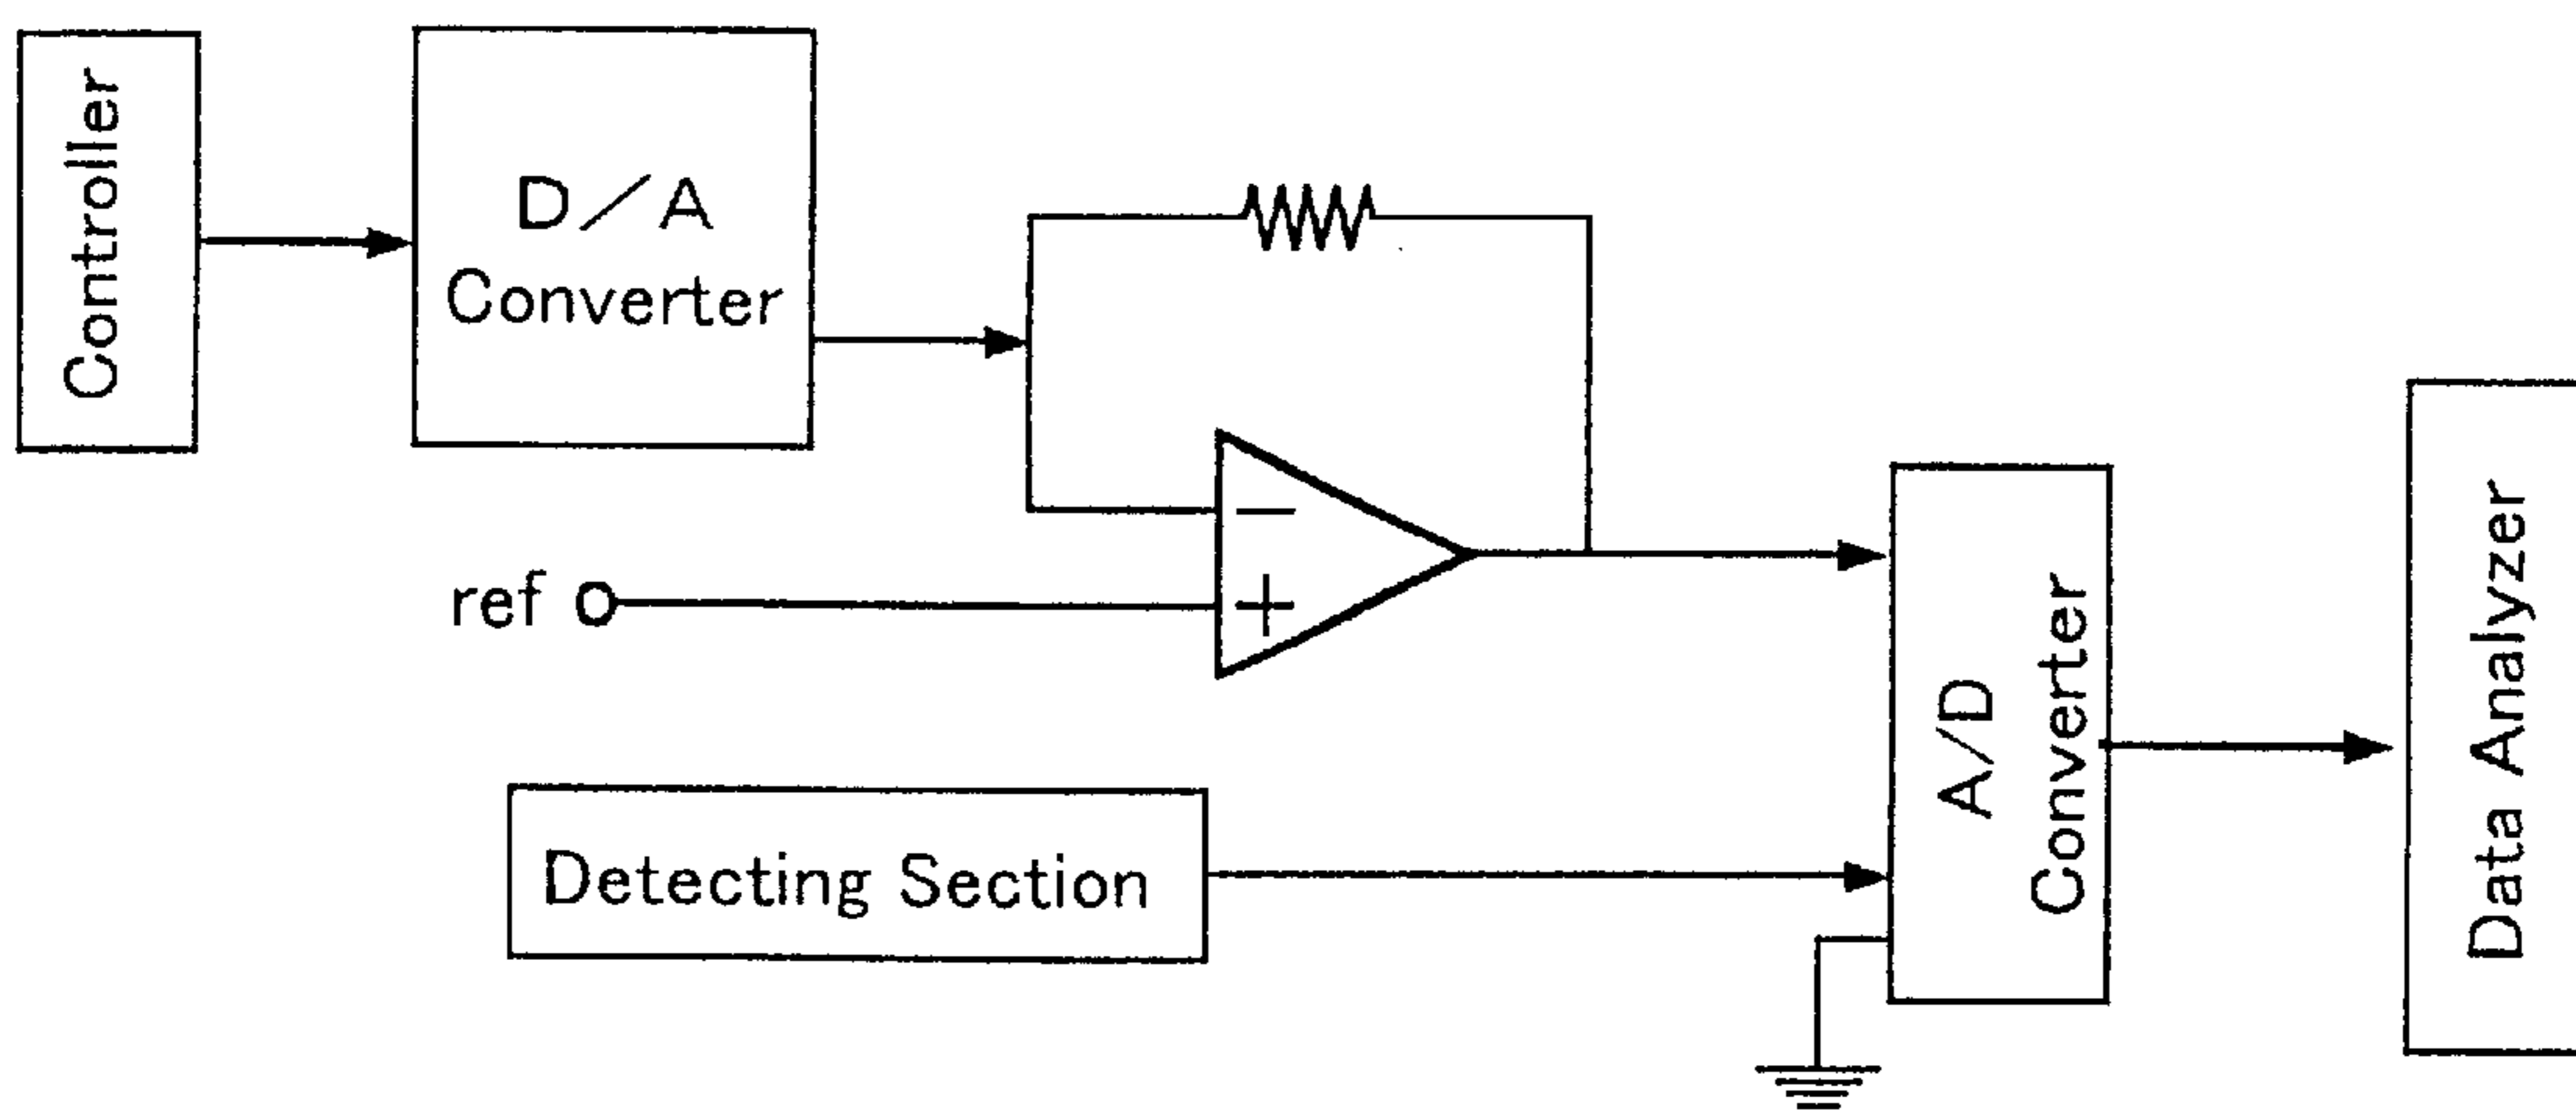 Controller
D／A
Converter
−
ref
+
Detecting Section
A/D
Converter
Data Analyzer